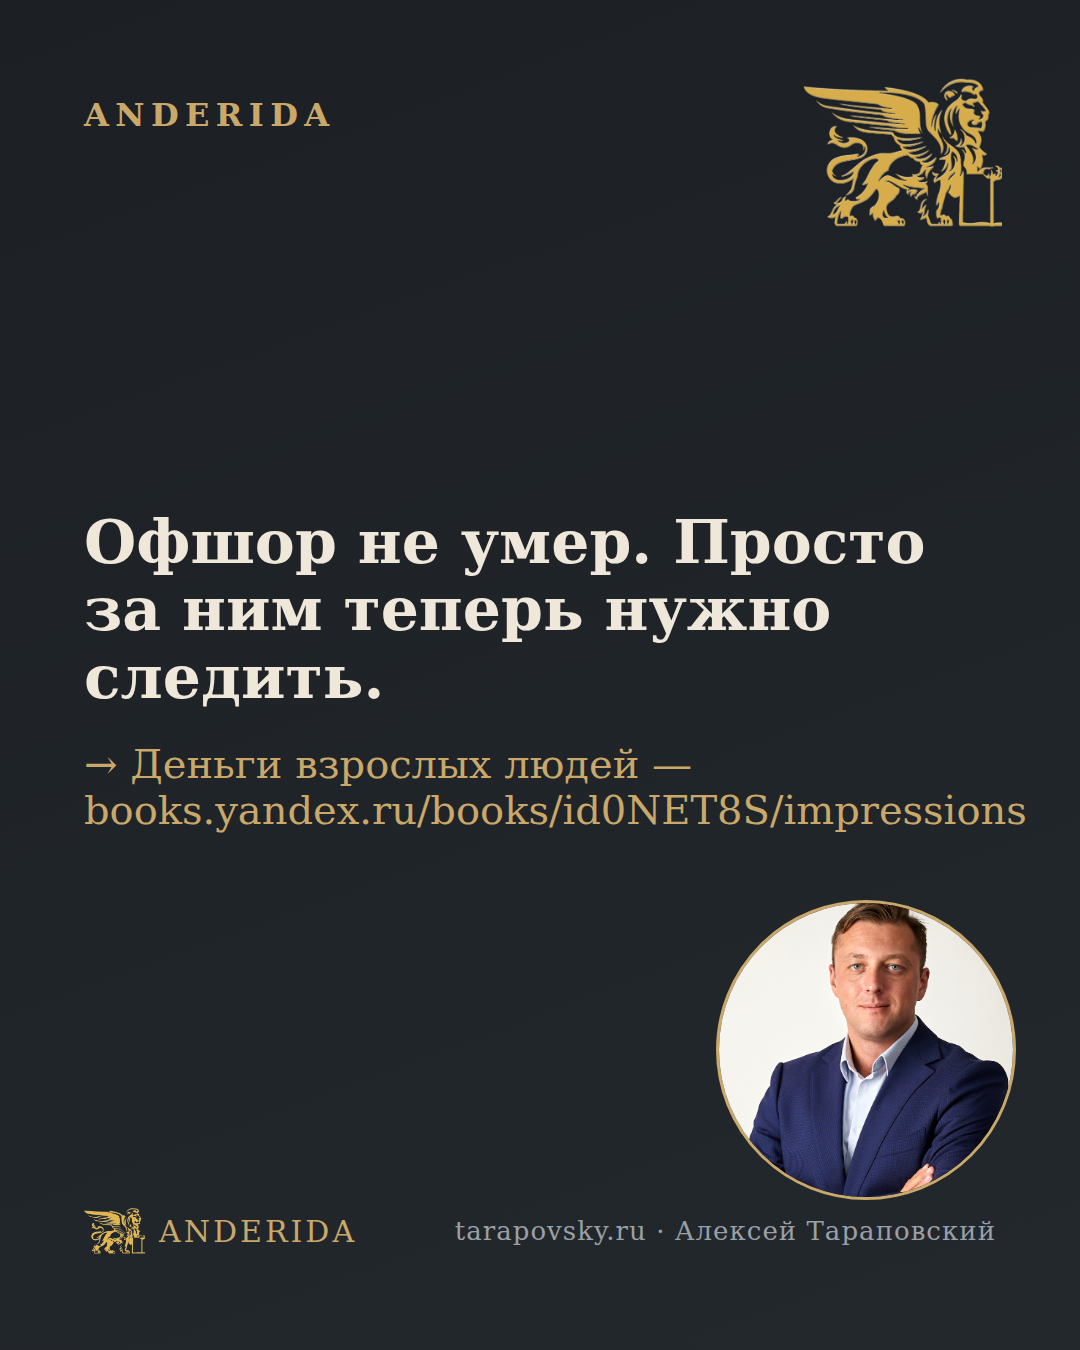 ANDERIDA
Офшор не умер. Просто
за ним теперь нужно
следить.
→ Деньги взрослых людей —
books.yandex.ru/books/id0NET8S/impressions
ANDERIDA
tarapovsky.ru · Алексей Тараповский